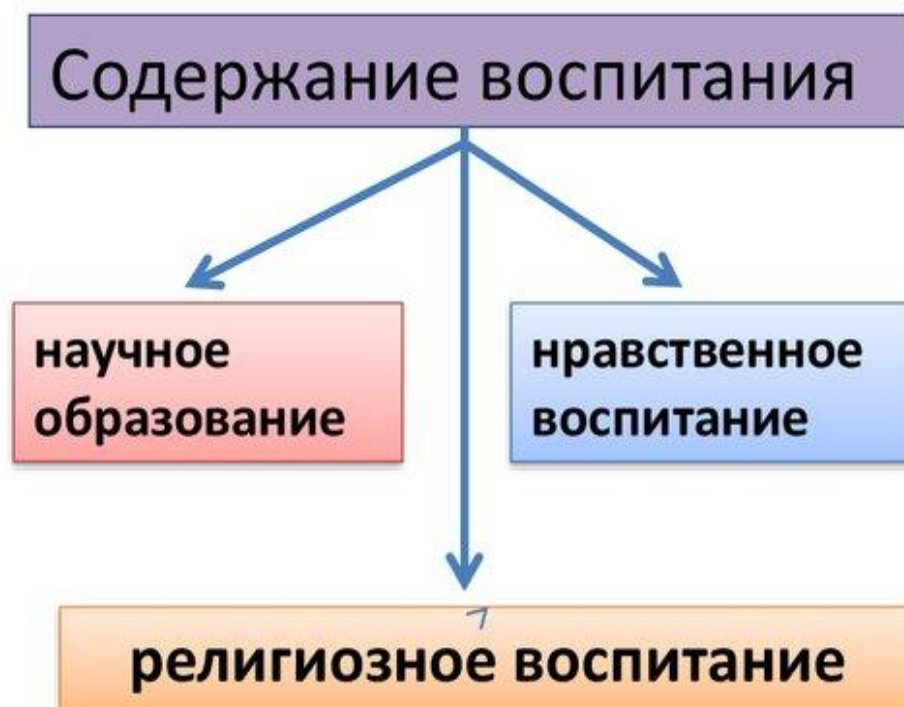 Содержание воспитания
научное
образование
нравственное
воспитание
религиозное воспитание